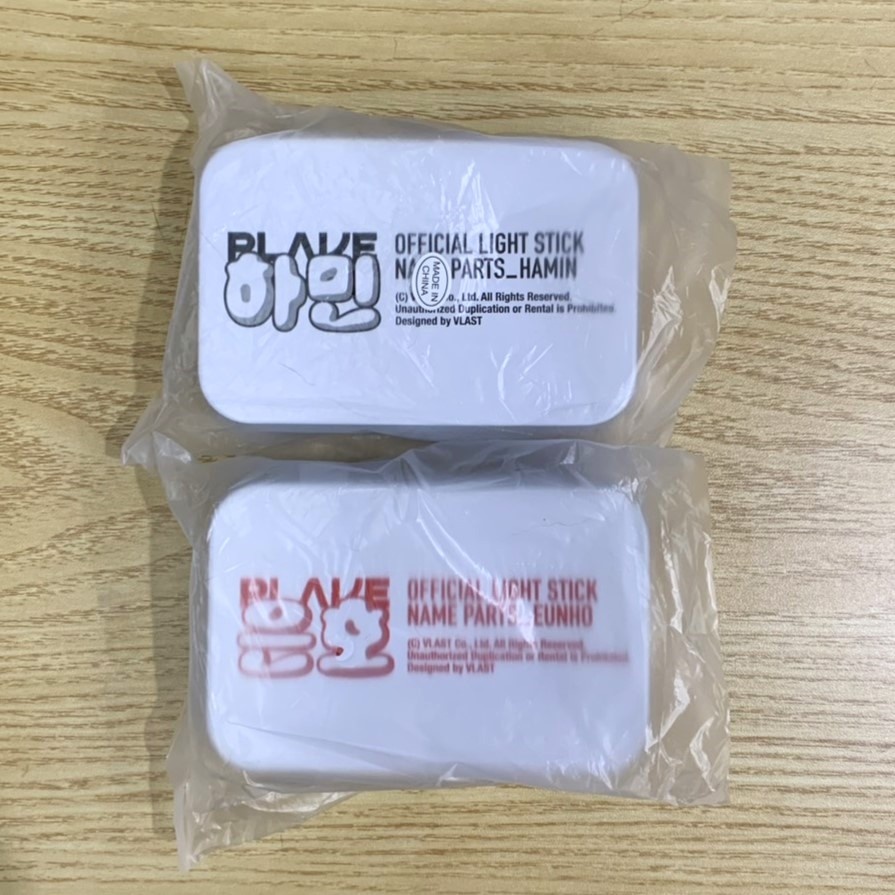 PLAVE
하민
OFFICIAL LIGHT STICK
PARTS_HAMIN
MADE IN
CHINA
(C) Co., Ltd. All Rights Reserved.
Unauthorized Duplication or Rental is Prohibited.
Designed by VLAST
PLAVE
은호
OFFICIAL LIGHT STICK
NAME PARTS_EUNHO
(C) VLAST Co., Ltd. All Rights Reserved.
Unauthorized Duplication or Rental is Prohibited.
Designed by VLAST